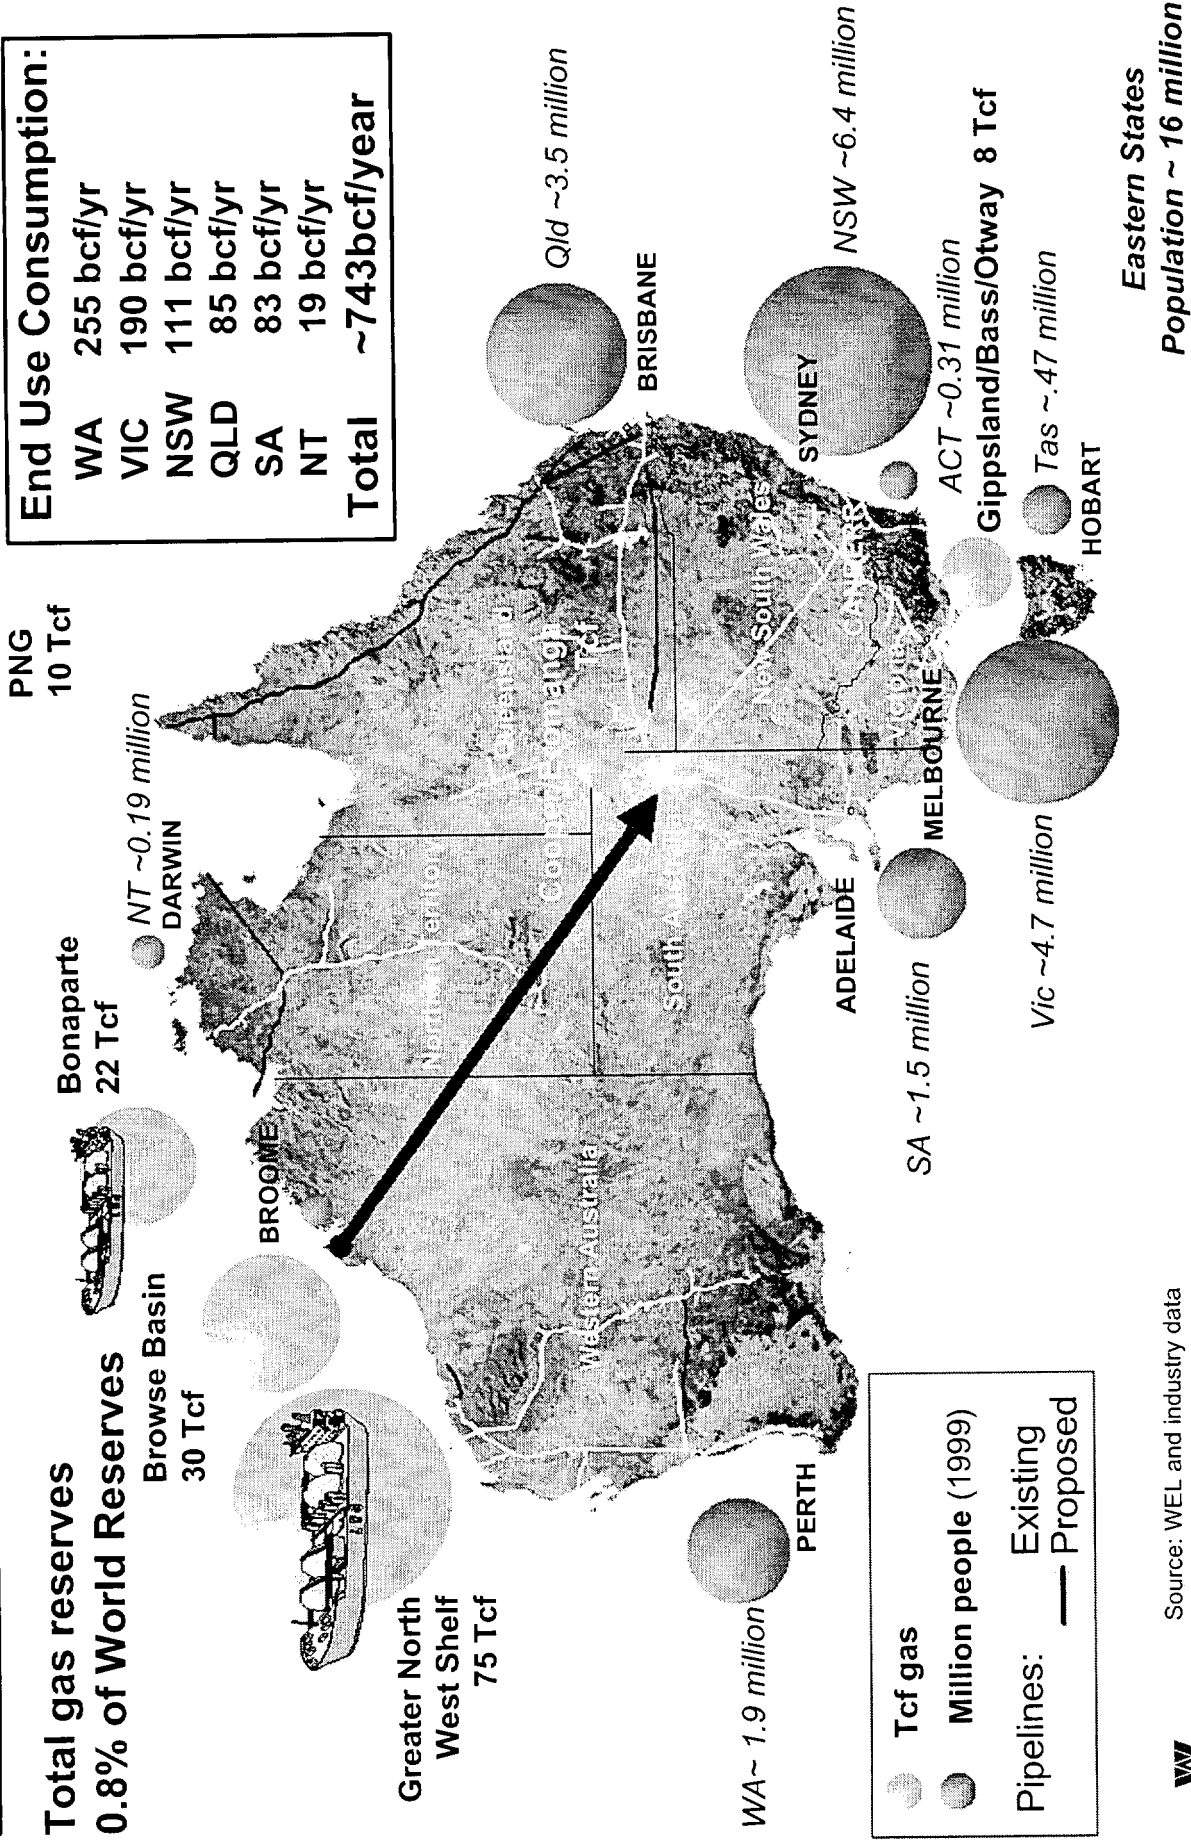 Total gas reserves
0.8% of World Reserves
Browse Basin
30 Tcf
Bonaparte
22 Tcf
PNG
10 Tcf
End Use Consumption:
WA 255 bcf/yr
VIC 190 bcf/yr
NSW 111 bcf/yr
QLD 85 bcf/yr
SA 83 bcf/yr
NT 19 bcf/yr
Total ~743bcf/year
NT ~0.19 million
DARWIN
BROOME
Greater North
West Shelf
75 Tcf
Northern Territory
Queensland
Tcf
Western Australia
South Australia
New South Wales
Victoria
Qld ~3.5 million
BRISBANE
NSW ~6.4 million
SYDNEY
ACT ~0.31 million
Gippsland/Bass/Otway 8 Tcf
Tas ~.47 million
HOBART
MELBOURNE
Vic ~4.7 million
ADELAIDE
SA ~1.5 million
PERTH
WA~ 1.9 million
Eastern States
Population ~ 16 million
Tcf gas
Million people (1999)
Pipelines: Existing
Proposed
Source: WEL and industry data